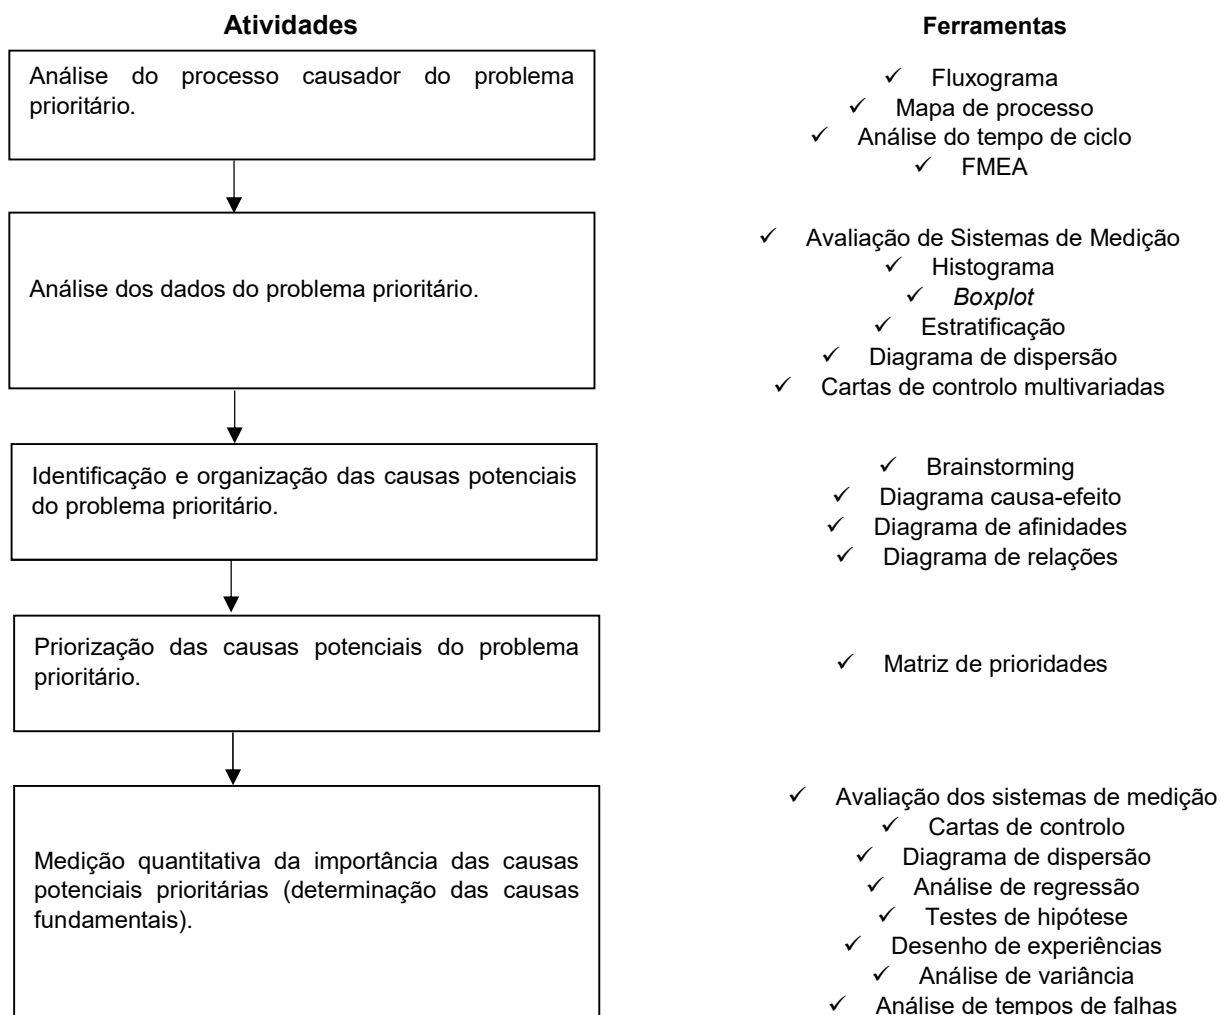 Atividades
Ferramentas
Análise do processo causador do problema
prioritário.
✓ Fluxograma
✓ Mapa de processo
✓ Análise do tempo de ciclo
✓ FMEA
Análise dos dados do problema prioritário.
✓ Avaliação de Sistemas de Medição
✓ Histograma
✓ Boxplot
✓ Estratificação
✓ Diagrama de dispersão
✓ Cartas de controlo multivariadas
Identificação e organização das causas potenciais
do problema prioritário.
✓ Brainstorming
✓ Diagrama causa-efeito
✓ Diagrama de afinidades
✓ Diagrama de relações
Priorização das causas potenciais do problema
prioritário.
✓ Matriz de prioridades
Medição quantitativa da importância das causas
potenciais prioritárias (determinação das causas
fundamentais).
✓ Avaliação dos sistemas de medição
✓ Cartas de controlo
✓ Diagrama de dispersão
✓ Análise de regressão
✓ Testes de hipótese
✓ Desenho de experiências
✓ Análise de variância
✓ Análise de tempos de falhas